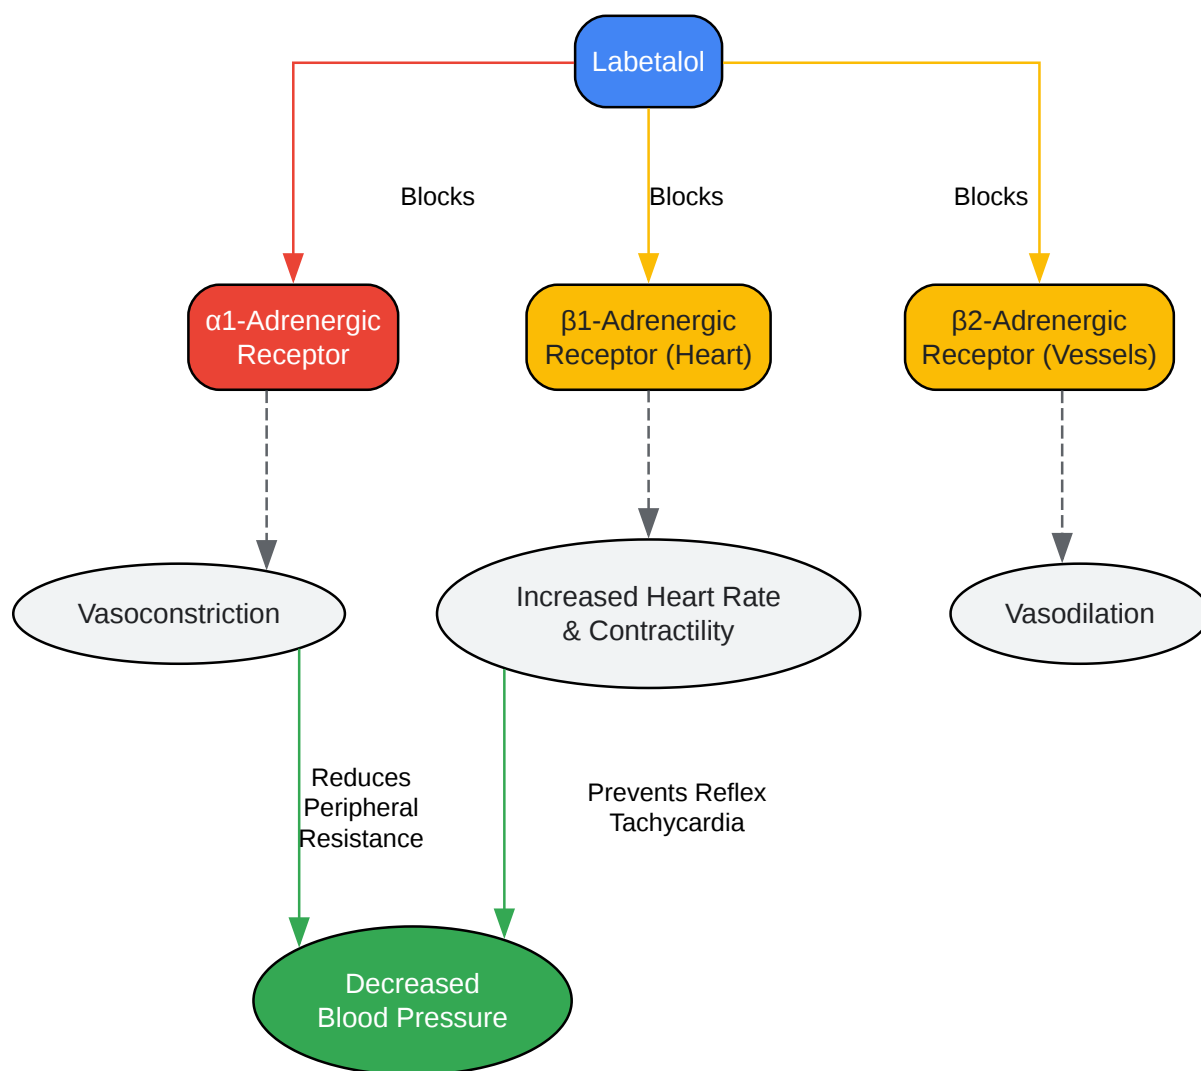 Labetalol
Blocks
Blocks
Blocks
α1-Adrenergic
Receptor
β1-Adrenergic
Receptor (Heart)
β2-Adrenergic
Receptor (Vessels)
Vasoconstriction
Increased Heart Rate
& Contractility
Vasodilation
Reduces
Peripheral
Resistance
Prevents Reflex
Tachycardia
Decreased
Blood Pressure